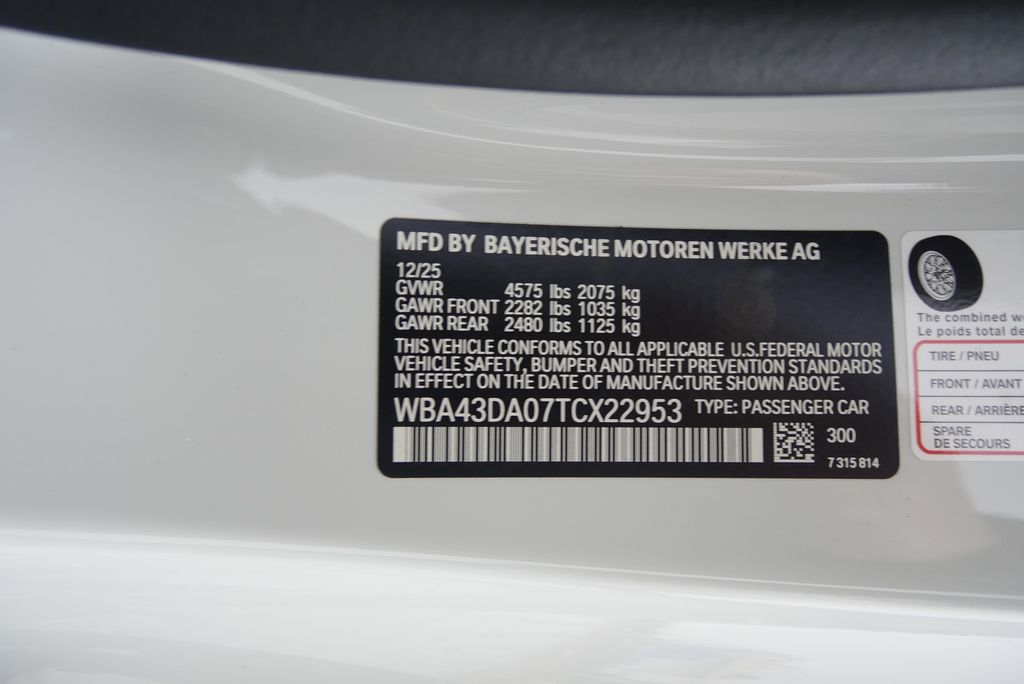 MFD BY BAYERISCHE MOTOREN WERKE AG
12/25
GVWR 4575 lbs 2075 kg
GAWR FRONT 2282 lbs 1035 kg
GAWR REAR 2480 lbs 1125 kg
THIS VEHICLE CONFORMS TO ALL APPLICABLE U.S.FEDERAL MOTOR
VEHICLE SAFETY, BUMPER AND THEFT PREVENTION STANDARDS
IN EFFECT ON THE DATE OF MANUFACTURE SHOWN ABOVE.
WBA43DA07TCX22953 TYPE: PASSENGER CAR
300
7 315 814
The combined
Le poids total
TIRE / PNEU
FRONT / AVANT
REAR / ARRIÈRE
SPARE
DE SECOURS